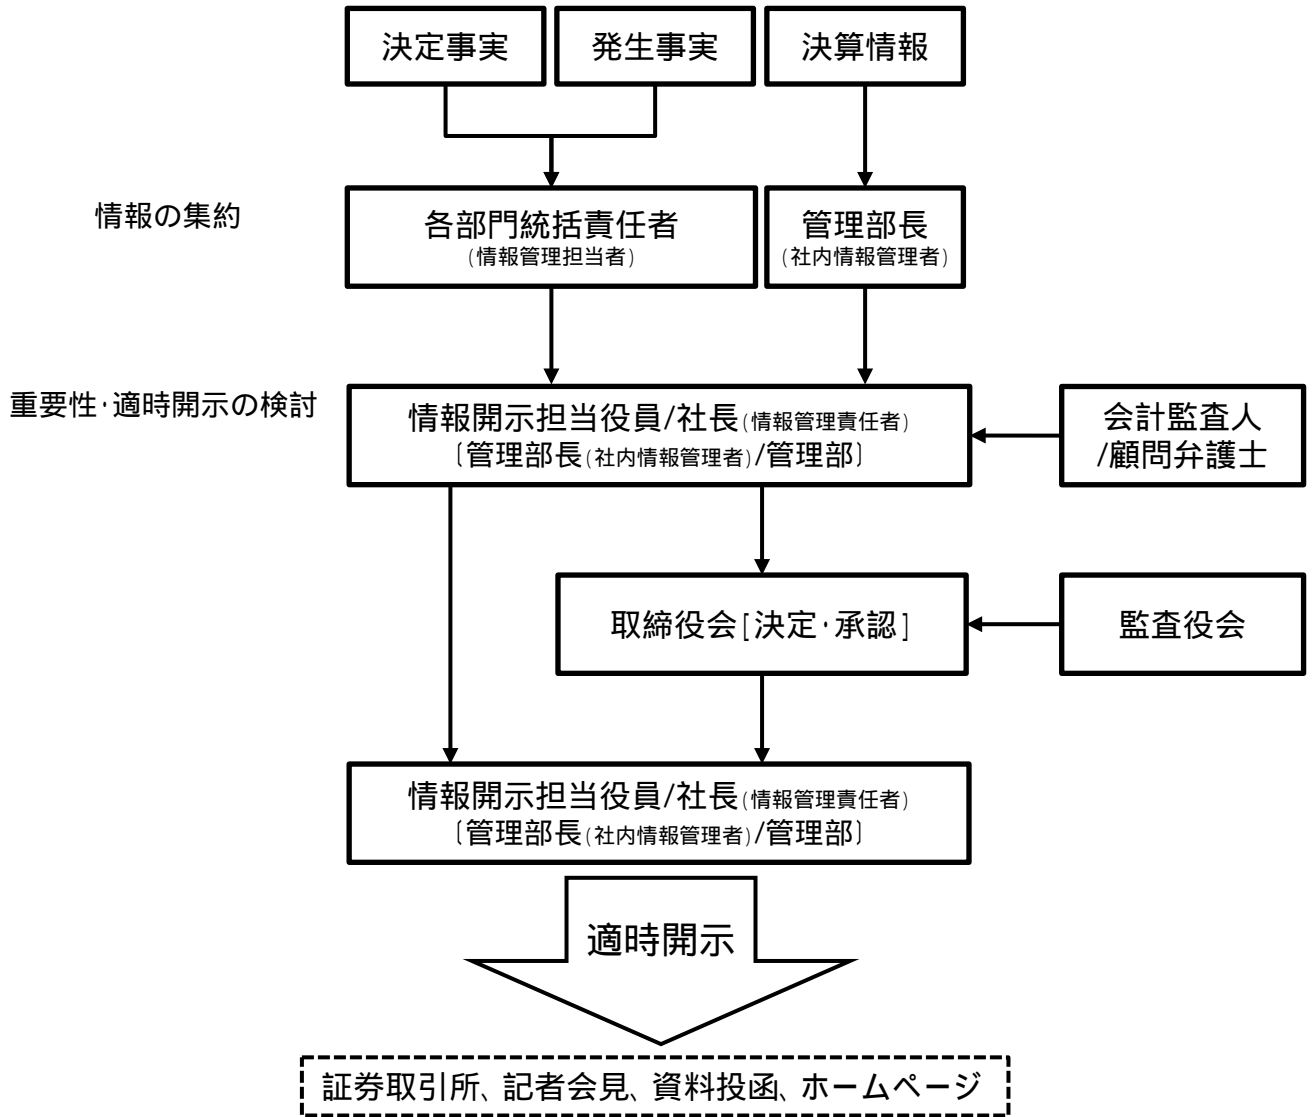 決定事実
発生事実
決算情報
情報の集約
各部門統括責任者
(情報管理担当者)
管理部長
(社内情報管理者)
重要性・適時開示の検討
情報開示担当役員/社長(情報管理責任者)
〔管理部長(社内情報管理者)/管理部〕
会計監査人
/顧問弁護士
取締役会[決定・承認]
監査役会
情報開示担当役員/社長(情報管理責任者)
〔管理部長(社内情報管理者)/管理部〕
適時開示
証券取引所、記者会見、資料投函、ホームページ